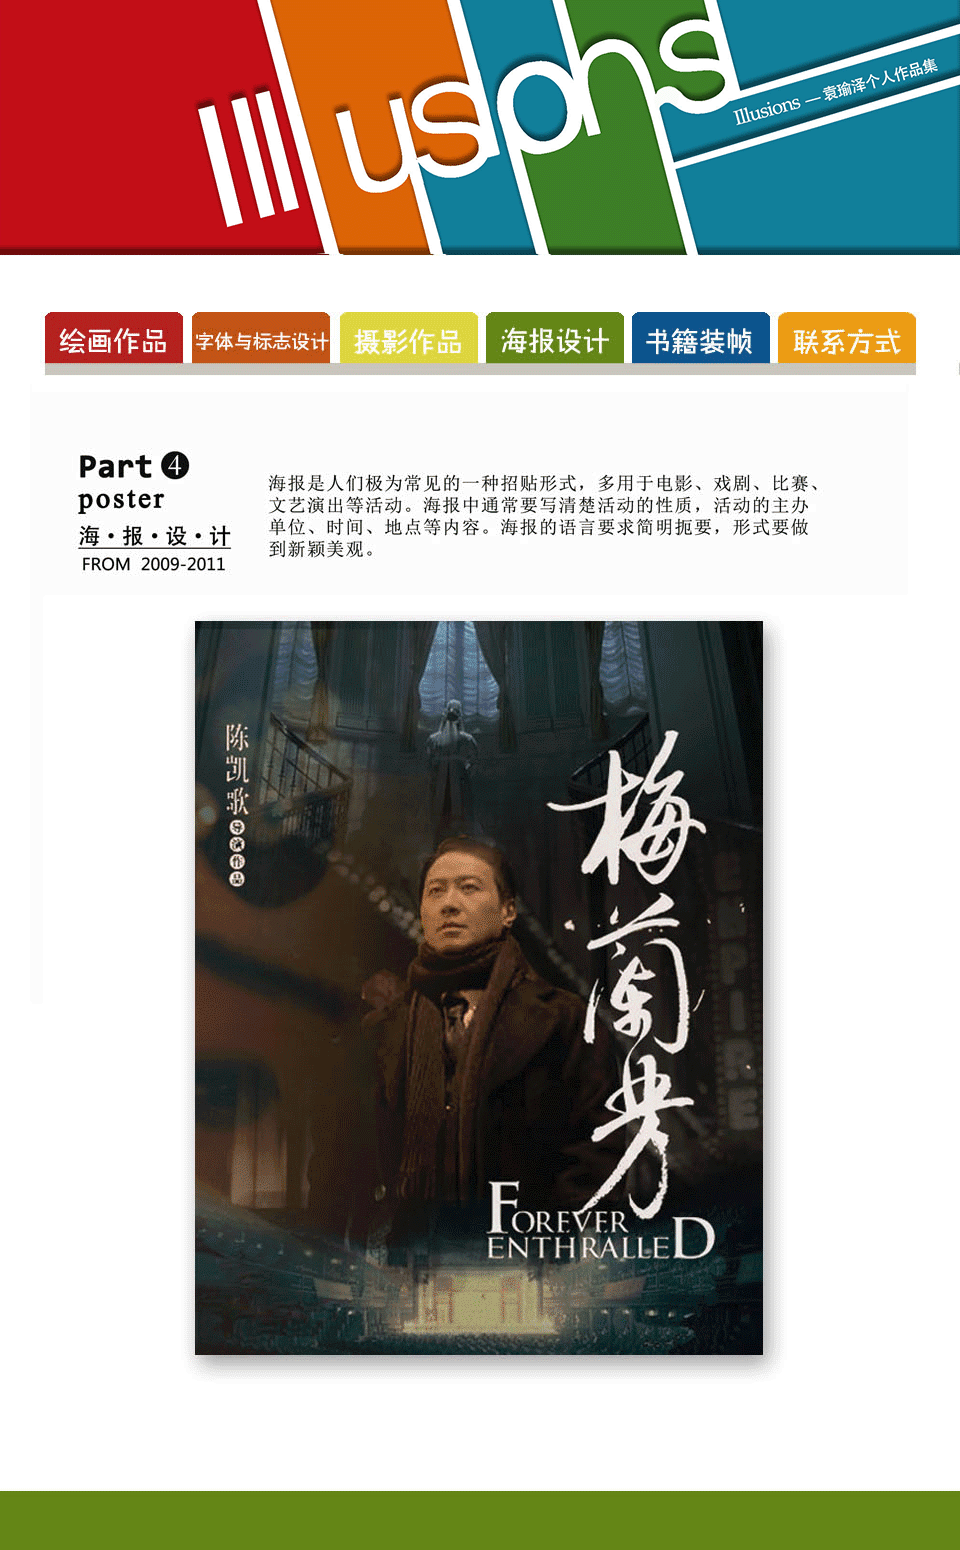 Illusions
Illusions — 袁瑜泽个人作品集
绘画作品
字体与标志设计
摄影作品
海报设计
书籍装帧
联系方式
Part 4
poster
海·报·设·计
FROM 2009-2011
海报是人们极为常见的一种招贴形式，多用于电影、戏剧、比赛、
文艺演出等活动。海报中通常要写清楚活动的性质，活动的主办
单位、时间、地点等内容。海报的语言要求简明扼要，形式要做
到新颖美观。
陈凯歌
导演作品
梅兰芳
EMPIRE
FOREVER
ENTHRALLED